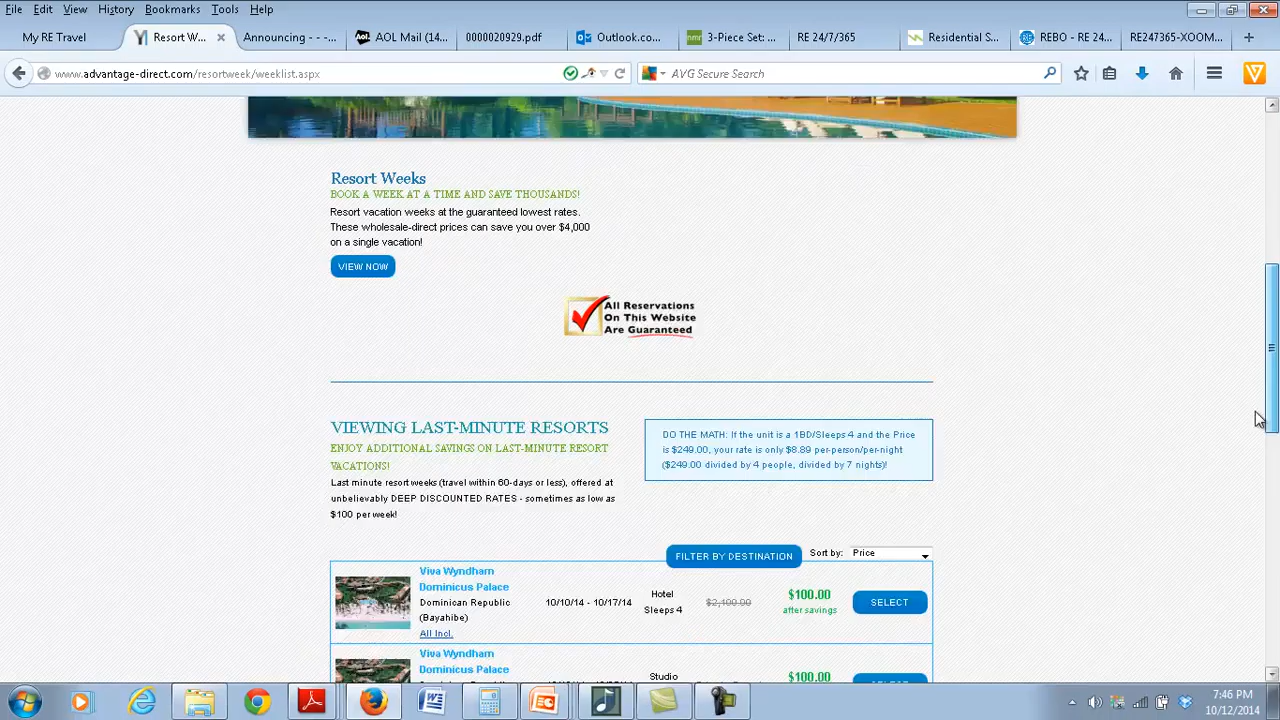 File Edit View History Bookmarks Tools Help
My RE Travel
Resort W...
Announcing - - -...
AOL Mail (14...
0000020929.pdf
Outlook.co...
3-Piece Set: ...
RE 24/7/365
Residential S...
REBO - RE 24...
RE247365-XOOM...
www.advantage-direct.com/resortweek/weeklist.aspx
AVG Secure Search
Resort Weeks
BOOK A WEEK AT A TIME AND SAVE THOUSANDS!
Resort vacation weeks at the guaranteed lowest rates.
These wholesale-direct prices can save you over $4,000
on a single vacation!
VIEW NOW
All Reservations
On This Website
Are Guaranteed
VIEWING LAST-MINUTE RESORTS
ENJOY ADDITIONAL SAVINGS ON LAST-MINUTE RESORT
VACATIONS!
Last minute resort weeks (travel within 60-days or less), offered at
unbelievably DEEP DISCOUNTED RATES - sometimes as low as
$100 per week!
DO THE MATH: If the unit is a 1BD/Sleeps 4 and the Price
is $249.00, your rate is only $8.89 per-person/per-night
($249.00 divided by 4 people, divided by 7 nights)!
FILTER BY DESTINATION
Sort by: Price
Viva Wyndham
Dominicus Palace
Dominican Republic
(Bayahibe)
All Incl.
10/10/14 - 10/17/14
Hotel
Sleeps 4
$2,100.00
$100.00
after savings
SELECT
Viva Wyndham
Dominicus Palace
Studio
$100.00
7:46 PM
10/12/2014